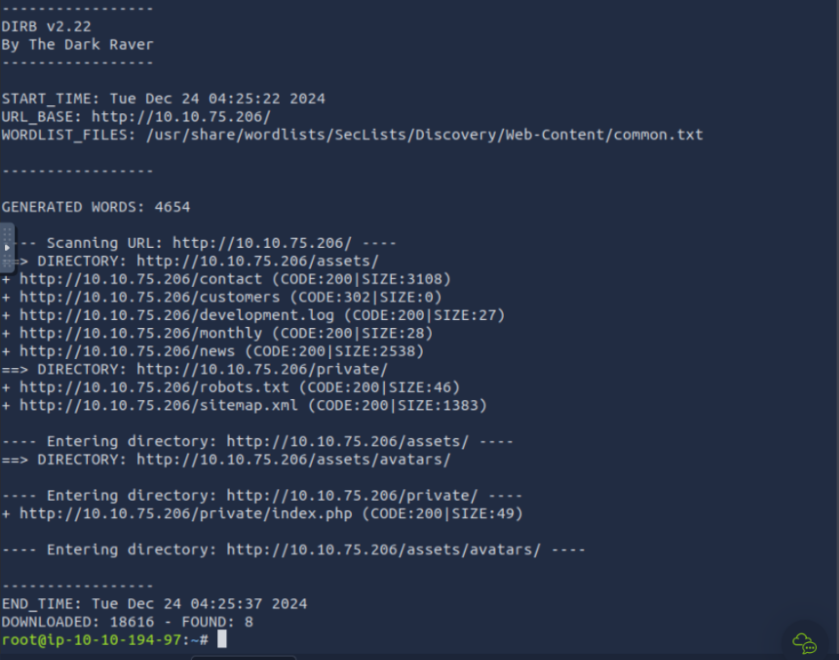 -----------------
DIRB v2.22
By The Dark Raver
-----------------
START_TIME: Tue Dec 24 04:25:22 2024
URL_BASE: http://10.10.75.206/
WORDLIST_FILES: /usr/share/wordlists/SecLists/Discovery/Web-Content/common.txt
-----------------
GENERATED WORDS: 4654
--- Scanning URL: http://10.10.75.206/ ----
=> DIRECTORY: http://10.10.75.206/assets/
+ http://10.10.75.206/contact (CODE:200|SIZE:3108)
+ http://10.10.75.206/customers (CODE:302|SIZE:0)
+ http://10.10.75.206/development.log (CODE:200|SIZE:27)
+ http://10.10.75.206/monthly (CODE:200|SIZE:28)
+ http://10.10.75.206/news (CODE:200|SIZE:2538)
==> DIRECTORY: http://10.10.75.206/private/
+ http://10.10.75.206/robots.txt (CODE:200|SIZE:46)
+ http://10.10.75.206/sitemap.xml (CODE:200|SIZE:1383)
---- Entering directory: http://10.10.75.206/assets/ ----
==> DIRECTORY: http://10.10.75.206/assets/avatars/
---- Entering directory: http://10.10.75.206/private/ ----
+ http://10.10.75.206/private/index.php (CODE:200|SIZE:49)
---- Entering directory: http://10.10.75.206/assets/avatars/ ----
-----------------
END_TIME: Tue Dec 24 04:25:37 2024
DOWNLOADED: 18616 - FOUND: 8
root@ip-10-10-194-97:~#